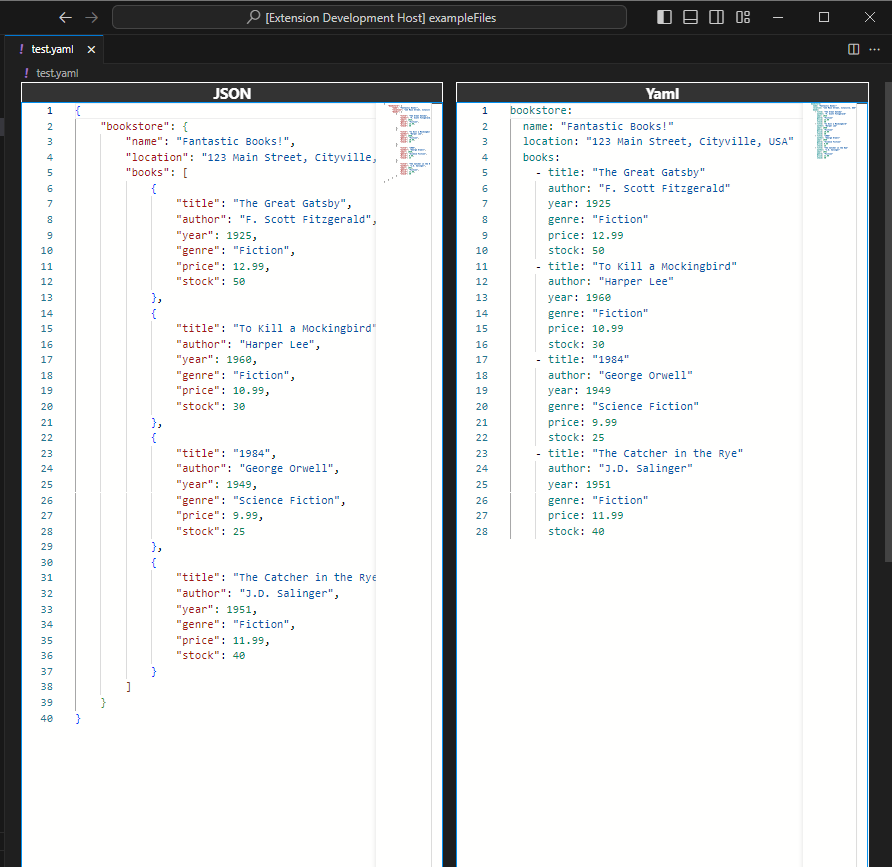 [Extension Development Host] exampleFiles
! test.yaml
! test.yaml
JSON
1 {
2 "bookstore": {
3 "name": "Fantastic Books!",
4 "location": "123 Main Street, Cityville,
5 "books": [
6 {
7 "title": "The Great Gatsby",
8 "author": "F. Scott Fitzgerald",
9 "year": 1925,
10 "genre": "Fiction",
11 "price": 12.99,
12 "stock": 50
13 },
14 {
15 "title": "To Kill a Mockingbird"
16 "author": "Harper Lee",
17 "year": 1960,
18 "genre": "Fiction",
19 "price": 10.99,
20 "stock": 30
21 },
22 {
23 "title": "1984",
24 "author": "George Orwell",
25 "year": 1949,
26 "genre": "Science Fiction",
27 "price": 9.99,
28 "stock": 25
29 },
30 {
31 "title": "The Catcher in the Rye
32 "author": "J.D. Salinger",
33 "year": 1951,
34 "genre": "Fiction",
35 "price": 11.99,
36 "stock": 40
37 }
38 ]
39 }
40 }
Yaml
1 bookstore:
2 name: "Fantastic Books!"
3 location: "123 Main Street, Cityville, USA"
4 books:
5 - title: "The Great Gatsby"
6 author: "F. Scott Fitzgerald"
7 year: 1925
8 genre: "Fiction"
9 price: 12.99
10 stock: 50
11 - title: "To Kill a Mockingbird"
12 author: "Harper Lee"
13 year: 1960
14 genre: "Fiction"
15 price: 10.99
16 stock: 30
17 - title: "1984"
18 author: "George Orwell"
19 year: 1949
20 genre: "Science Fiction"
21 price: 9.99
22 stock: 25
23 - title: "The Catcher in the Rye"
24 author: "J.D. Salinger"
25 year: 1951
26 genre: "Fiction"
27 price: 11.99
28 stock: 40